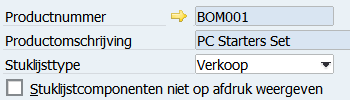 Productnummer BOM001
Productomschrijving PC Starters Set
Stuklijsttype Verkoop
Stuklijstcomponenten niet op afdruk weergeven